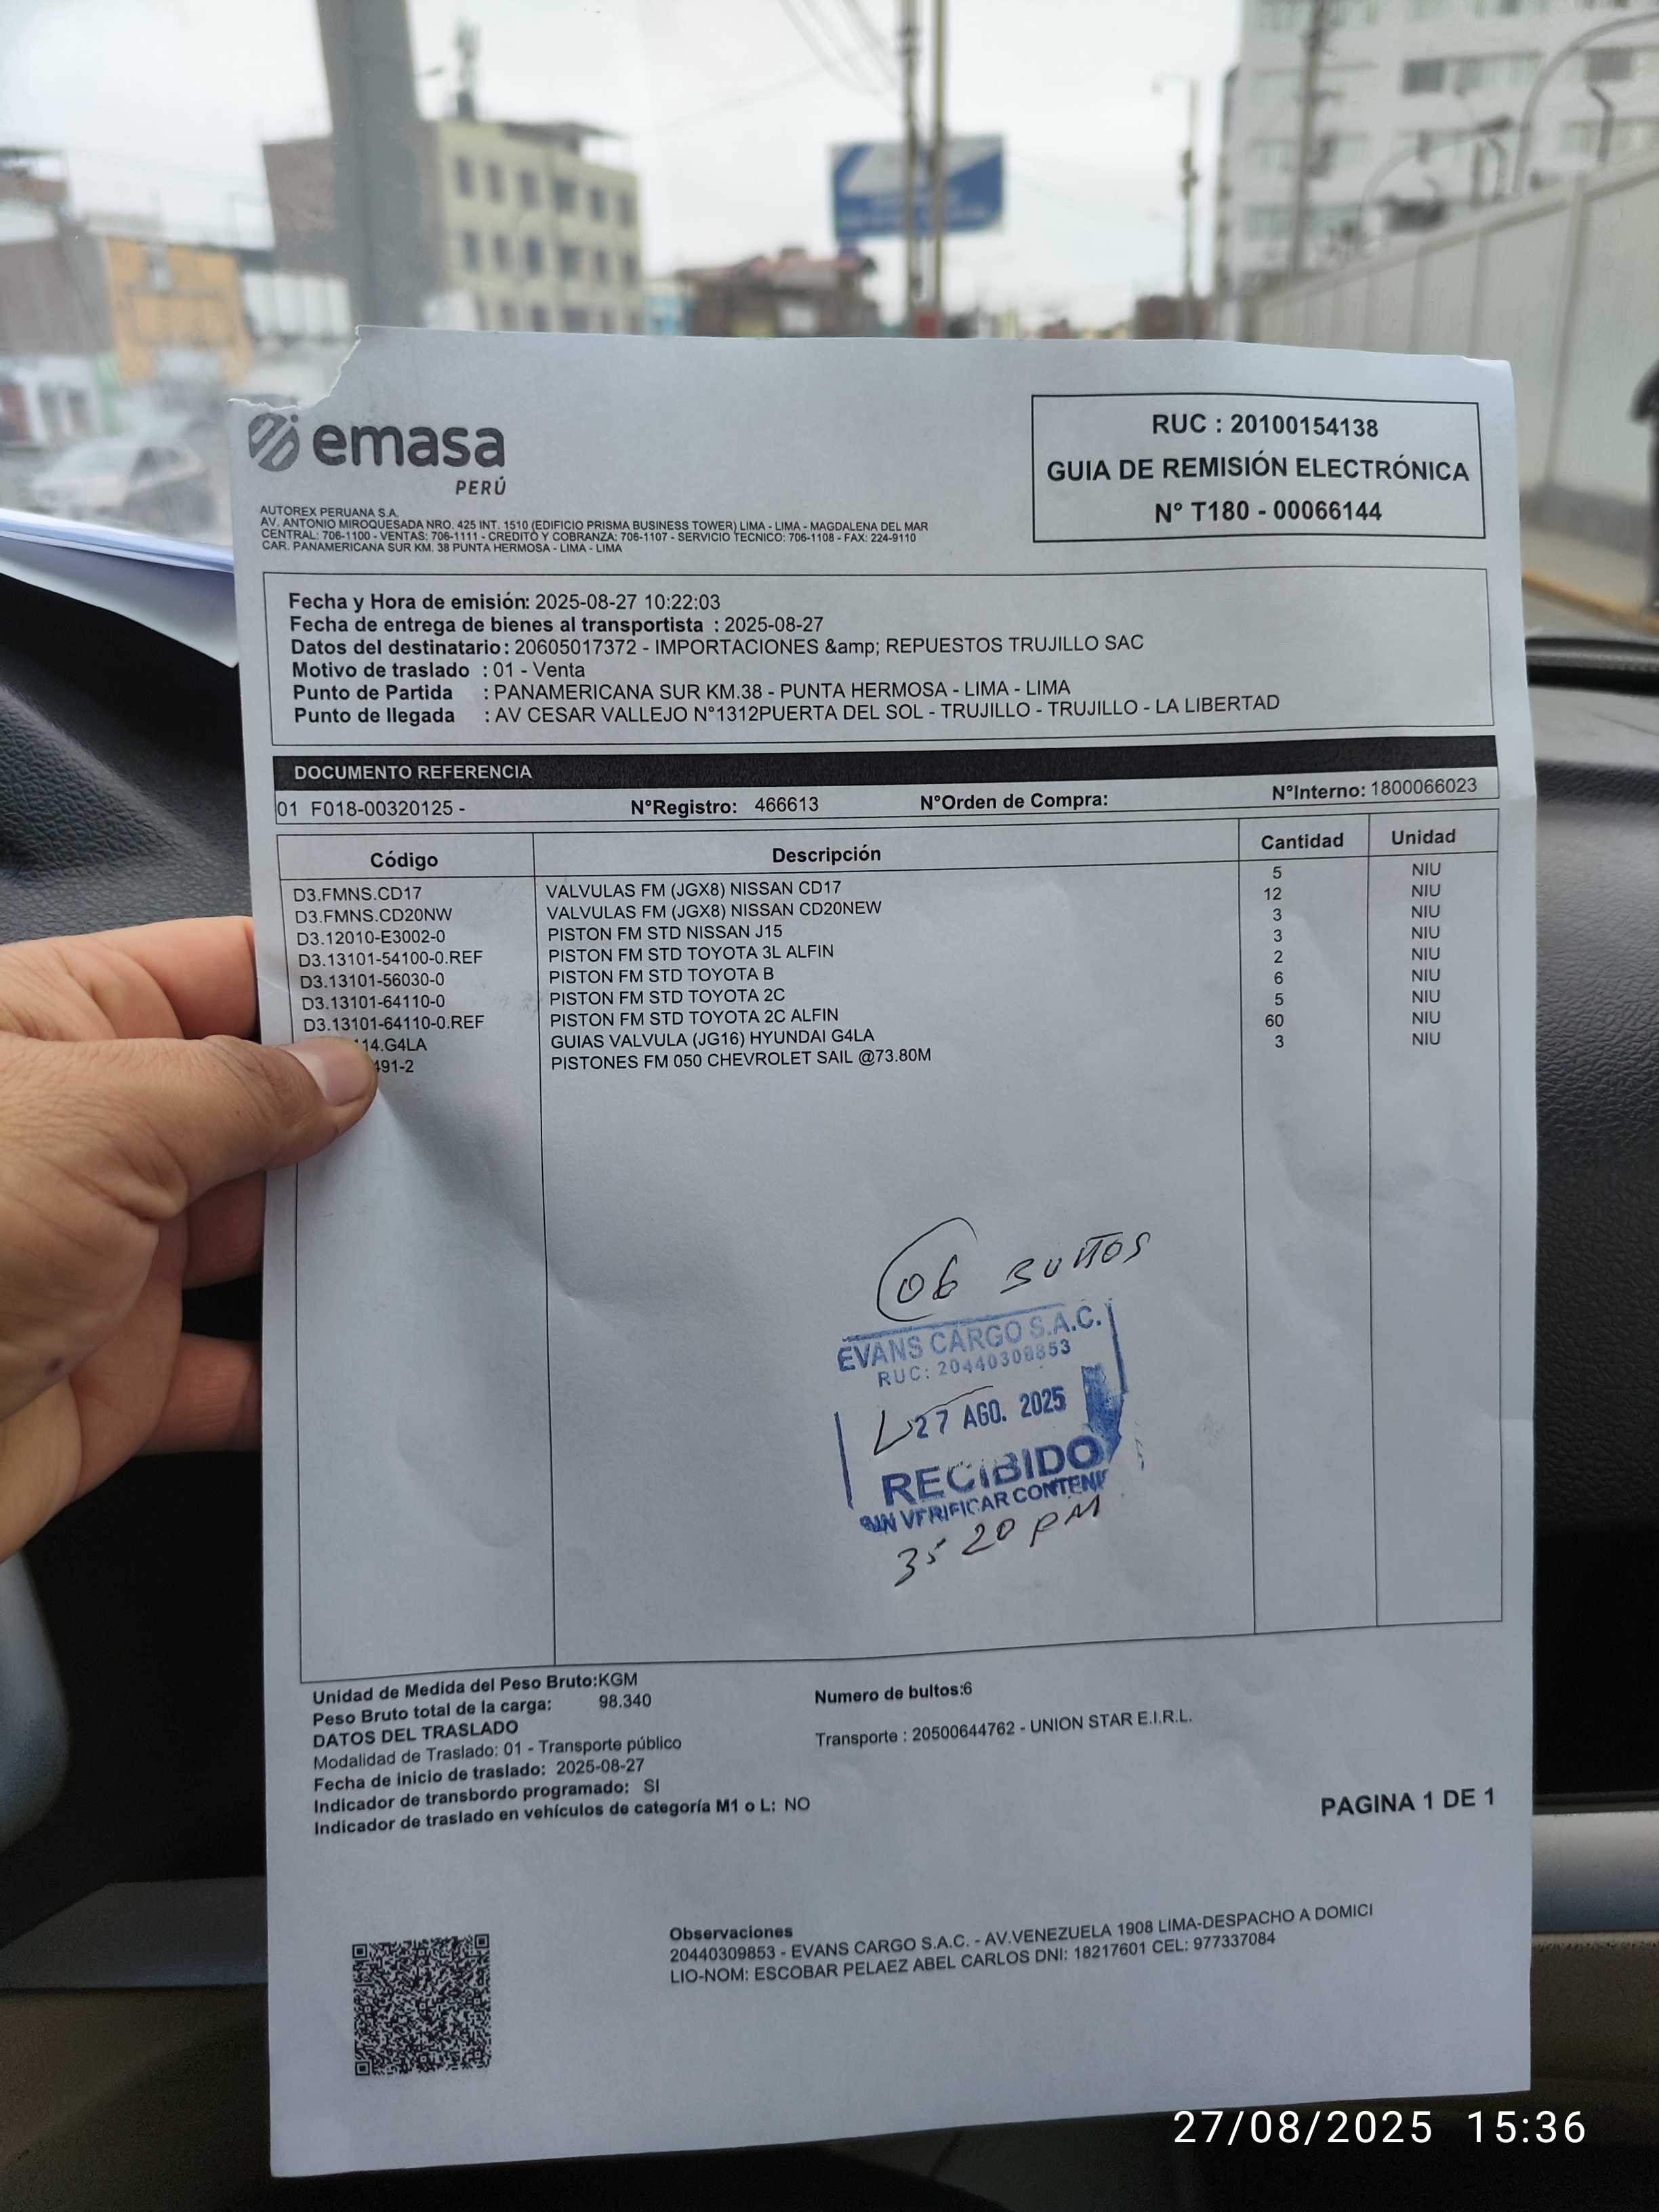 emasa
PERÚ
RUC : 20100154138
GUIA DE REMISIÓN ELECTRÓNICA
N° T180 - 00066144
AUTOREX PERUANA S.A.
AV. ANTONIO MIROQUESADA NRO. 425 INT. 1510 (EDIFICIO PRISMA BUSINESS TOWER) LIMA - LIMA - MAGDALENA DEL MAR
CENTRAL: 706-1100 - VENTAS: 706-1111 - CREDITO Y COBRANZA: 706-1107 - SERVICIO TECNICO: 706-1108 - FAX: 224-9110
CAR. PANAMERICANA SUR KM. 38 PUNTA HERMOSA - LIMA - LIMA
Fecha y Hora de emisión: 2025-08-27 10:22:03
Fecha de entrega de bienes al transportista : 2025-08-27
Datos del destinatario : 20605017372 - IMPORTACIONES &amp; REPUESTOS TRUJILLO SAC
Motivo de traslado : 01 - Venta
Punto de Partida : PANAMERICANA SUR KM.38 - PUNTA HERMOSA - LIMA - LIMA
Punto de llegada : AV CESAR VALLEJO N°1312PUERTA DEL SOL - TRUJILLO - TRUJILLO - LA LIBERTAD
DOCUMENTO REFERENCIA
01 F018-00320125 - N°Registro: 466613 N°Orden de Compra: N°Interno: 1800066023
Código Descripción Cantidad Unidad
D3.FMNS.CD17 VALVULAS FM (JGX8) NISSAN CD17 5 NIU
D3.FMNS.CD20NW VALVULAS FM (JGX8) NISSAN CD20NEW 12 NIU
D3.12010-E3002-0 PISTON FM STD NISSAN J15 3 NIU
D3.13101-54100-0.REF PISTON FM STD TOYOTA 3L ALFIN 3 NIU
D3.13101-56030-0 PISTON FM STD TOYOTA B 2 NIU
D3.13101-64110-0 PISTON FM STD TOYOTA 2C 6 NIU
D3.13101-64110-0.REF PISTON FM STD TOYOTA 2C ALFIN 5 NIU
14.G4LA GUIAS VALVULA (JG16) HYUNDAI G4LA 60 NIU
491-2 PISTONES FM 050 CHEVROLET SAIL @73.80M 3 NIU
06 BULTOS
EVANS CARGO S.A.C.
RUC: 20440309853
27 AGO. 2025
RECIBIDO
SIN VERIFICAR CONTENI
3:20 PM
Unidad de Medida del Peso Bruto:KGM
Peso Bruto total de la carga: 98.340
Numero de bultos:6
DATOS DEL TRASLADO
Modalidad de Traslado: 01 - Transporte público
Transporte : 20500644762 - UNION STAR E.I.R.L.
Fecha de inicio de traslado: 2025-08-27
Indicador de transbordo programado: SI
Indicador de traslado en vehículos de categoría M1 o L: NO
PAGINA 1 DE 1
Observaciones
20440309853 - EVANS CARGO S.A.C. - AV.VENEZUELA 1908 LIMA-DESPACHO A DOMICI
LIO-NOM: ESCOBAR PELAEZ ABEL CARLOS DNI: 18217601 CEL: 977337084
27/08/2025 15:36